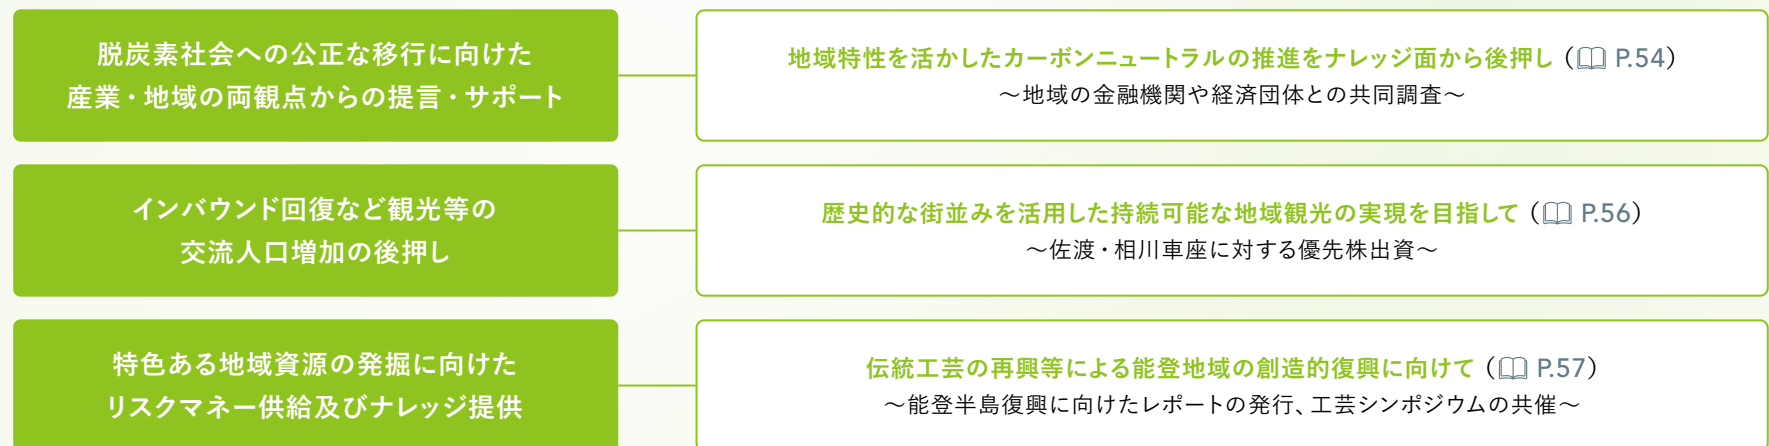 脱炭素社会への公正な移行に向けた
産業・地域の両観点からの提言・サポート
地域特性を活かしたカーボンニュートラルの推進をナレッジ面から後押し（ P.54）
～地域の金融機関や経済団体との共同調査～
インバウンド回復など観光等の
交流人口増加の後押し
歴史的な街並みを活用した持続可能な地域観光の実現を目指して（ P.56）
～佐渡・相川車座に対する優先株出資～
特色ある地域資源の発掘に向けた
リスクマネー供給及びナレッジ提供
伝統工芸の再興等による能登地域の創造的復興に向けて（ P.57）
～能登半島復興に向けたレポートの発行、工芸シンポジウムの共催～